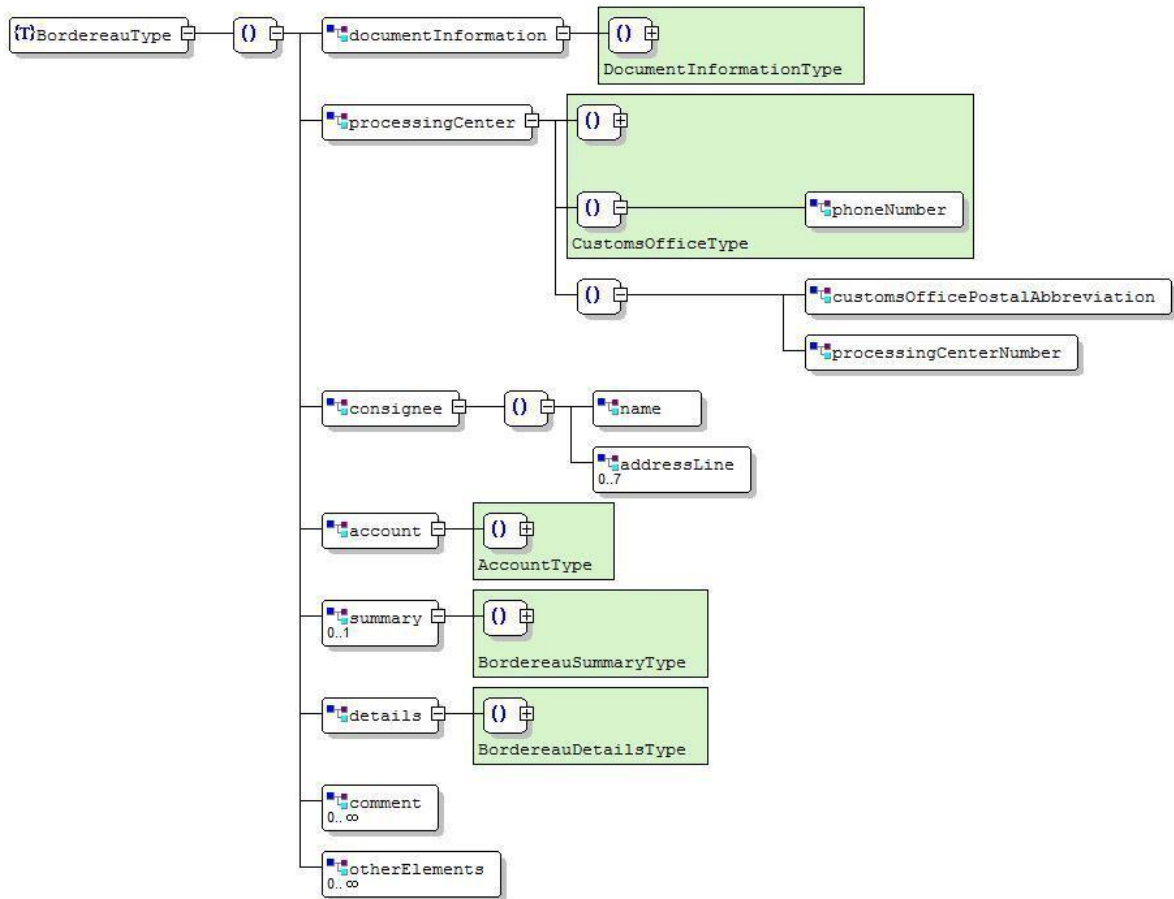 {T}BordereauType
()
documentInformation
()
DocumentInformationType
processingCenter
()
()
phoneNumber
CustomsOfficeType
()
customsOfficePostalAbbreviation
processingCenterNumber
consignee
()
name
addressLine
0..7
account
()
AccountType
summary
0..1
()
BordereauSummaryType
details
()
BordereauDetailsType
comment
0..∞
otherElements
0..∞